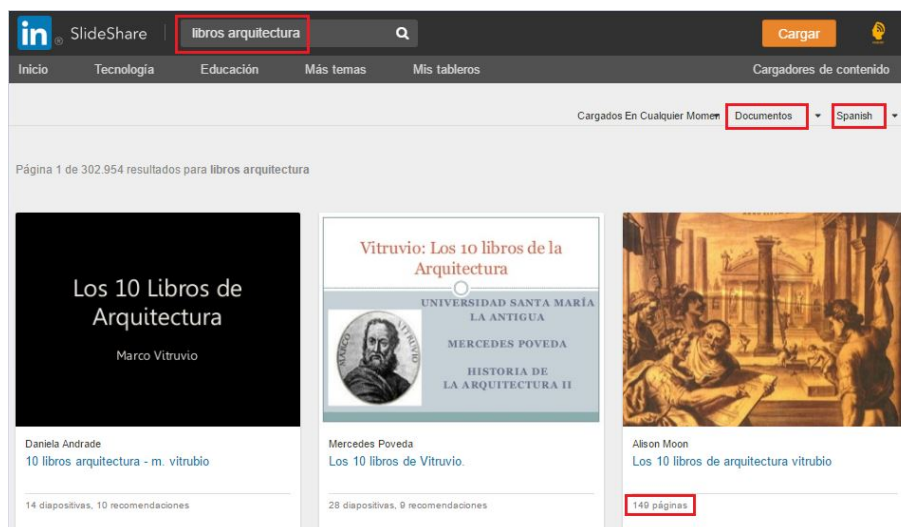 in ® SlideShare libros arquitectura Cargar
Inicio Tecnología Educación Más temas Mis tableros Cargadores de contenido
Cargados En Cualquier Momen Documentos Spanish
Página 1 de 302.954 resultados para libros arquitectura
Los 10 Libros de
Arquitectura
Marco Vitruvio
Daniela Andrade
10 libros arquitectura - m. vitrubio
14 diapositivas, 10 recomendaciones
Vitruvio: Los 10 libros de la
Arquitectura
UNIVERSIDAD SANTA MARÍA
LA ANTIGUA
MERCEDES POVEDA
HISTORIA DE
LA ARQUITECTURA II
MARCO VITRUVIO
Mercedes Poveda
Los 10 libros de Vitruvio.
28 diapositivas, 9 recomendaciones
Alison Moon
Los 10 libros de arquitectura vitrubio
149 páginas